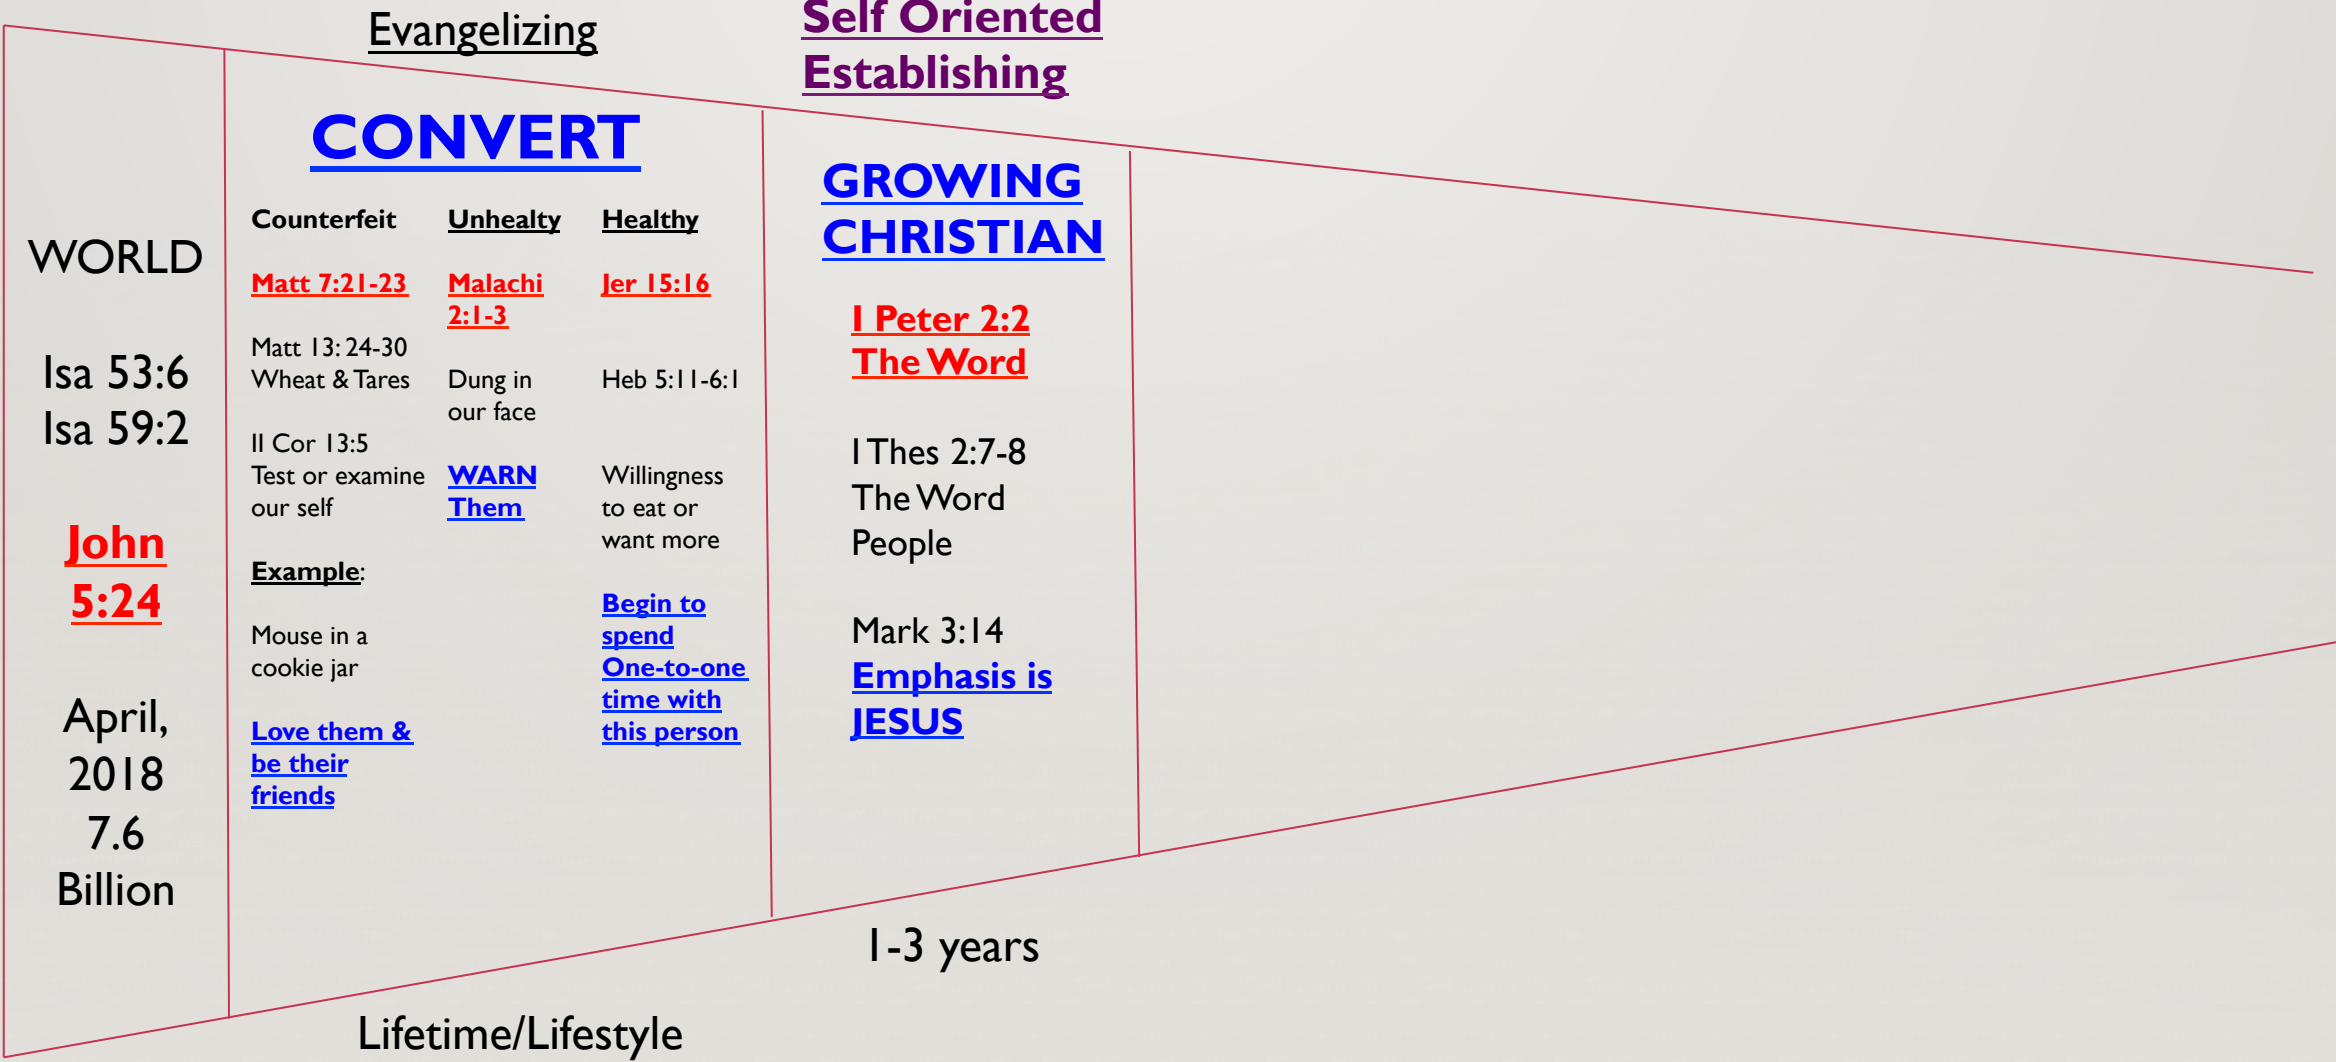 Evangelizing
Self Oriented
Establishing
WORLD
Isa 53:6
Isa 59:2
John
5:24
April,
2018
7.6
Billion
CONVERT
Counterfeit
Matt 7:21-23
Matt 13: 24-30
Wheat & Tares
II Cor 13:5
Test or examine
our self
Example:
Mouse in a
cookie jar
Love them &
be their
friends
Unhealty
Malachi
2:1-3
Dung in
our face
WARN
Them
Healthy
Jer 15:16
Heb 5:11-6:1
Willingness
to eat or
want more
Begin to
spend
One-to-one
time with
this person
GROWING
CHRISTIAN
I Peter 2:2
The Word
I Thes 2:7-8
The Word
People
Mark 3:14
Emphasis is
JESUS
1-3 years
Lifetime/Lifestyle